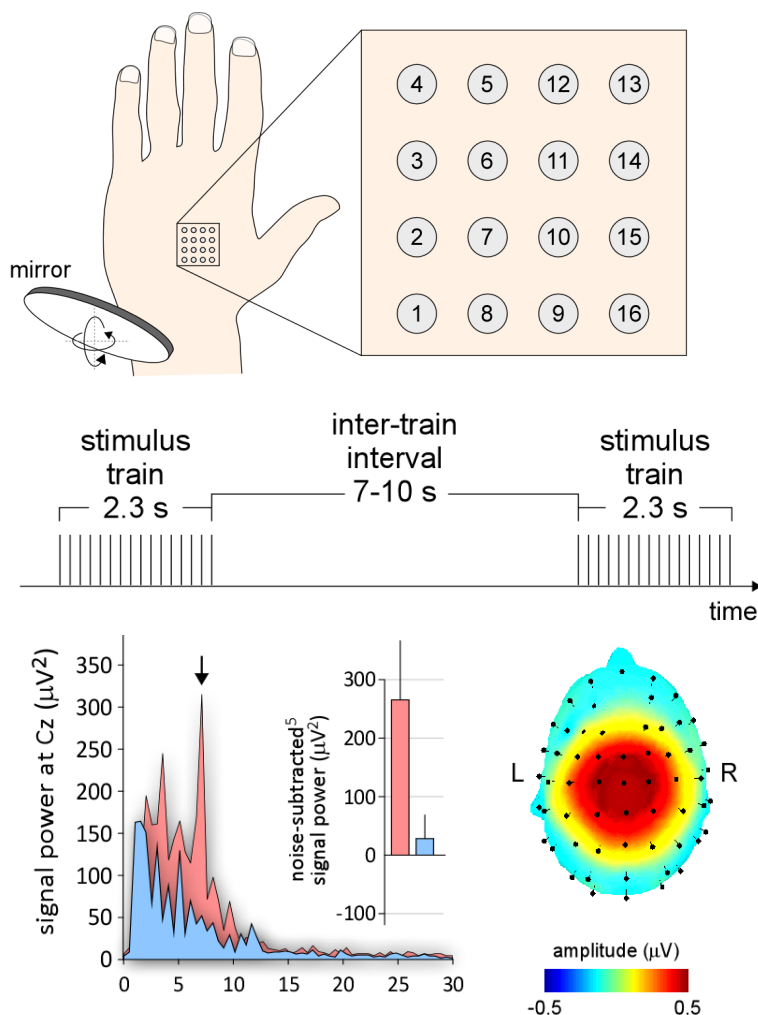 4 5 12 13
3 6 11 14
2 7 10 15
1 8 9 16
mirror
stimulus
train
2.3 s
inter-train
interval
7-10 s
stimulus
train
2.3 s
time
signal power at Cz (μV²)
350
300
250
200
150
100
50
0
0 5 10 15 20 25 30
noise-subtracted⁵
signal power (μV²)
300
200
100
0
-100
L R
amplitude (μV)
-0.5 0.5